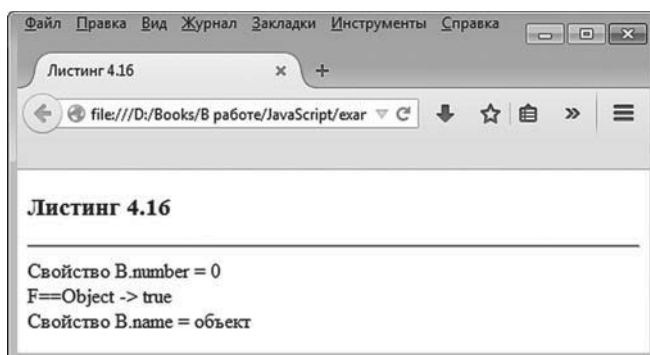 Файл Правка Вид Журнал Закладки Инструменты Справка
Листинг 4.16
file:///D:/Books/В работе/JavaScript/exar
Листинг 4.16
Свойство B.number = 0
F==Object -> true
Свойство B.name = объект